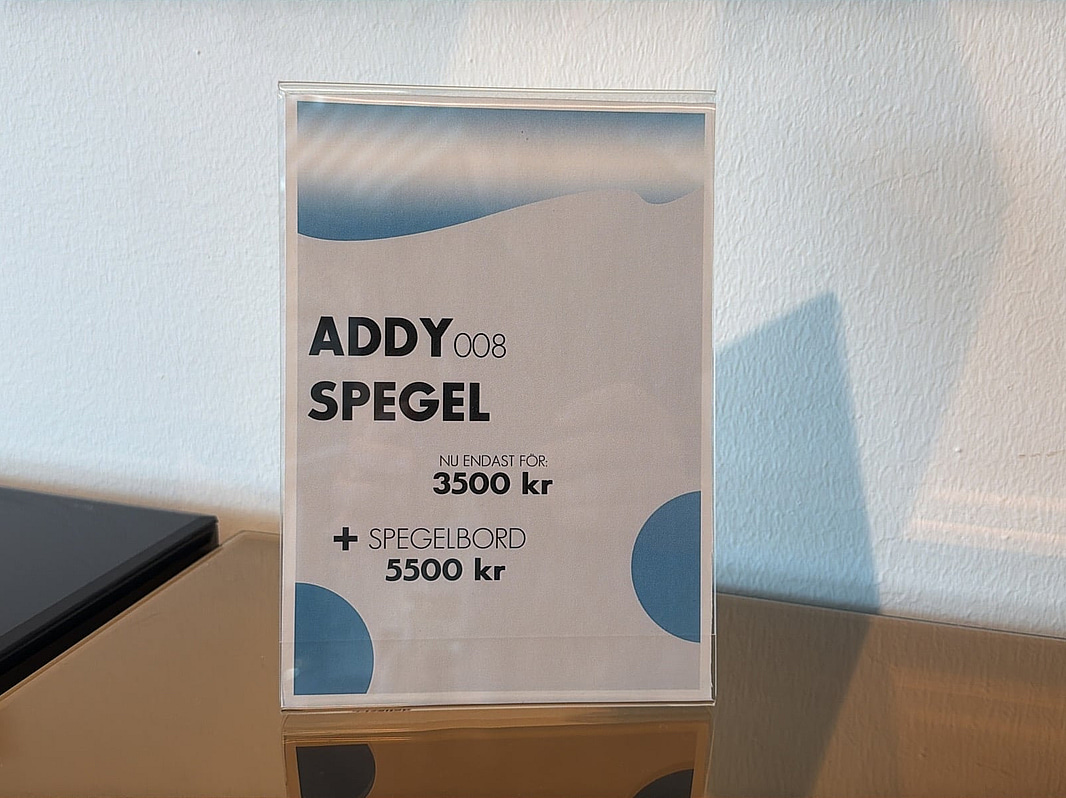 ADDY008
SPEGEL
NU ENDAST FÖR:
3500 kr
+ SPEGELBORD
5500 kr